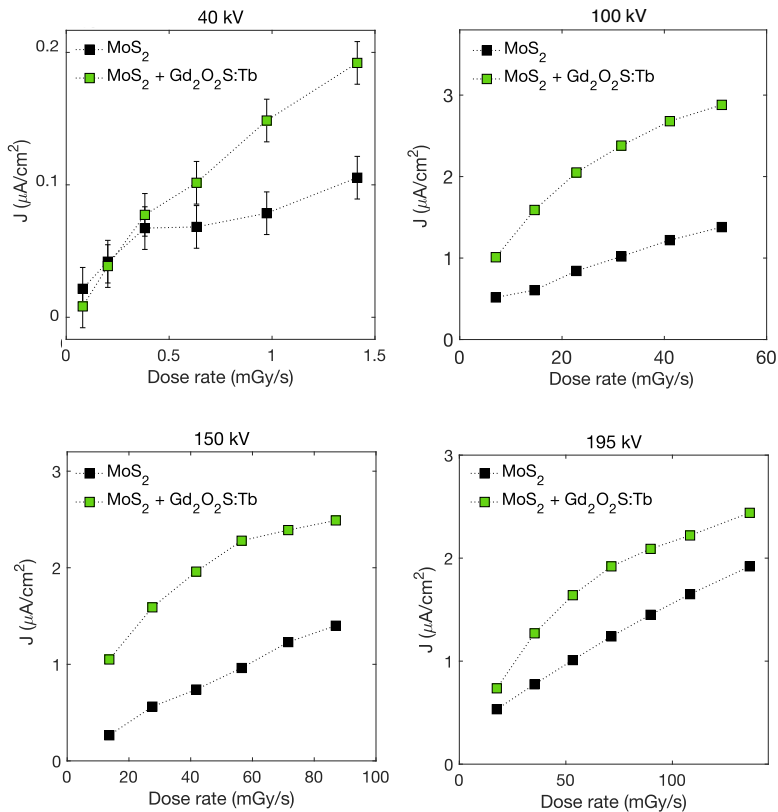 40 kV
MoS2
MoS2 + Gd2O2S:Tb
0.2
0.1
0
J (μA/cm2)
0
0.5
1
1.5
Dose rate (mGy/s)
100 kV
MoS2
MoS2 + Gd2O2S:Tb
3
2
1
0
J (μA/cm2)
0
20
40
60
Dose rate (mGy/s)
150 kV
MoS2
MoS2 + Gd2O2S:Tb
3
2
1
0
J (μA/cm2)
0
20
40
60
80
100
Dose rate (mGy/s)
195 kV
MoS2
MoS2 + Gd2O2S:Tb
3
2
1
0
J (μA/cm2)
0
50
100
Dose rate (mGy/s)